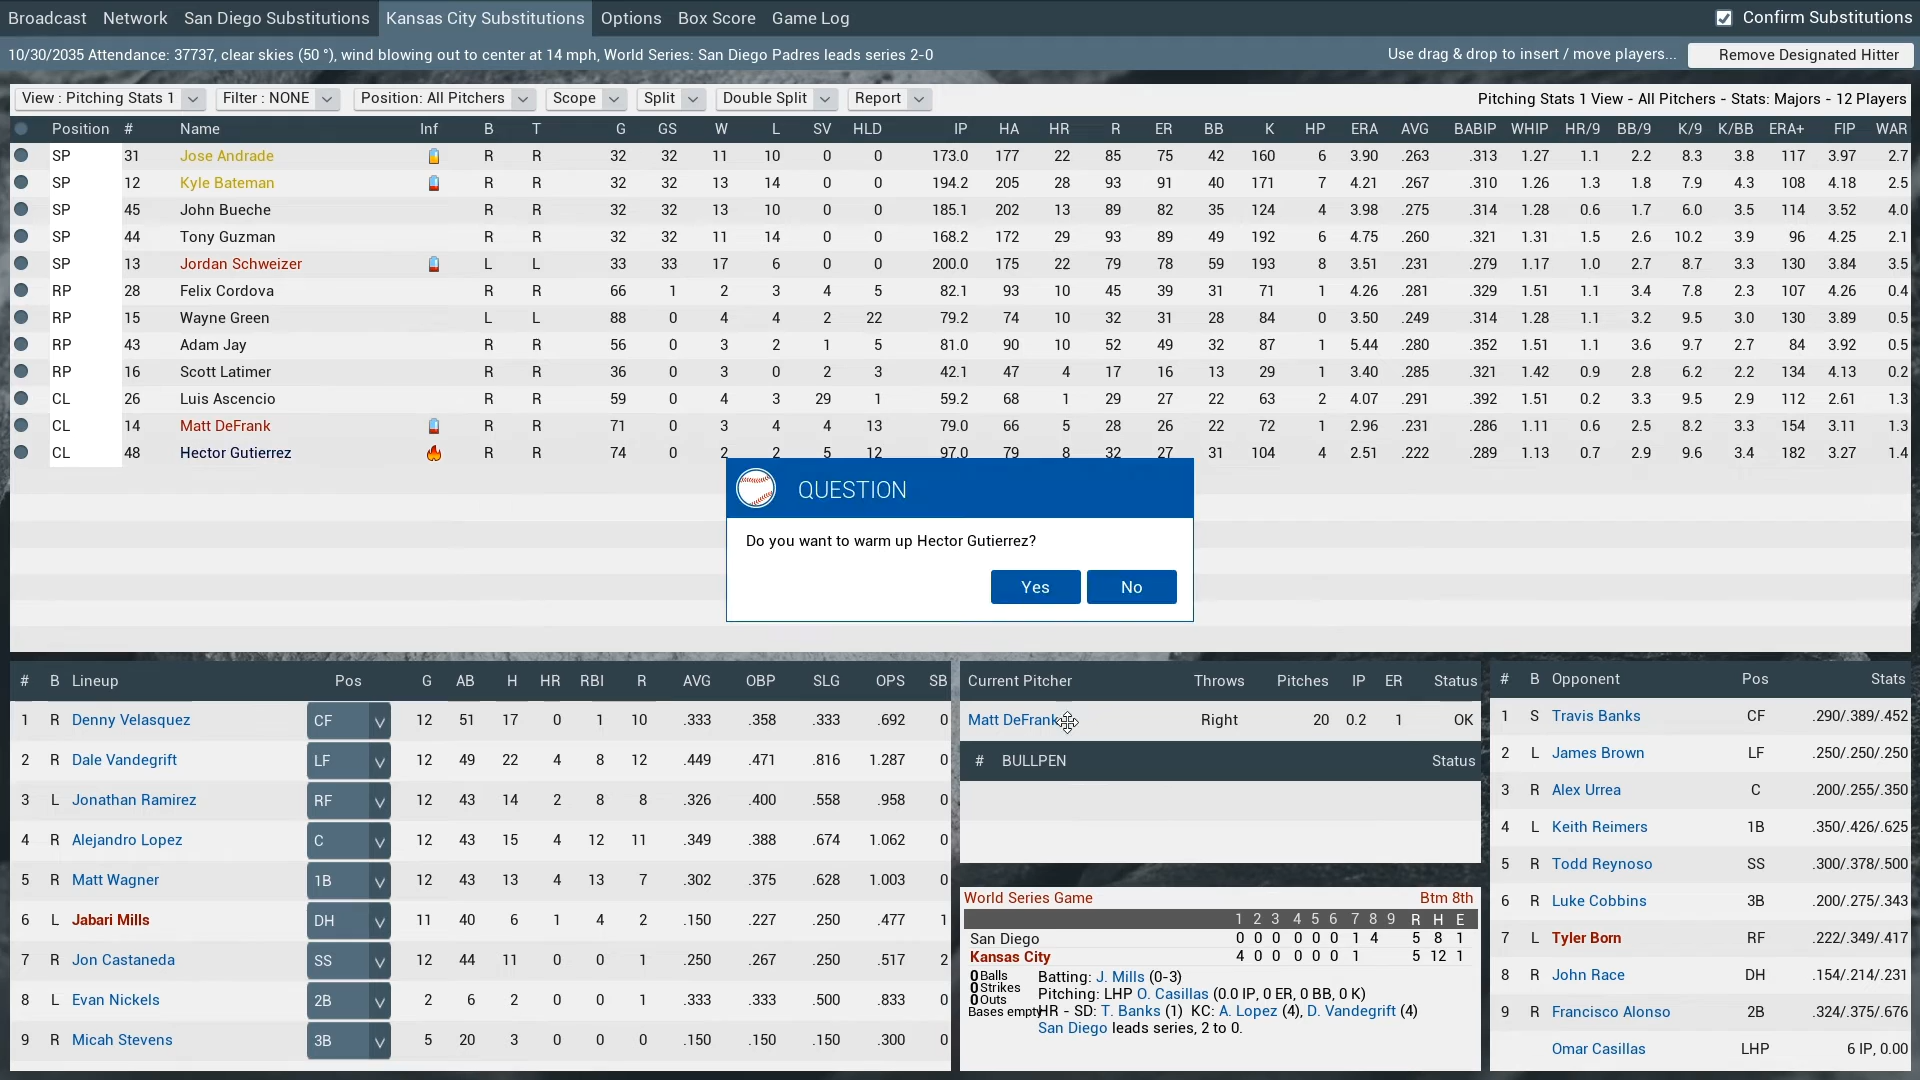 Broadcast Network San Diego Substitutions Kansas City Substitutions Options Box Score Game Log Confirm Substitutions
10/30/2035 Attendance: 37737, clear skies (50 °), wind blowing out to center at 14 mph, World Series: San Diego Padres leads series 2-0 Use drag & drop to insert / move players... Remove Designated Hitter
View : Pitching Stats 1 Filter : NONE Position: All Pitchers Scope Split Double Split Report Pitching Stats 1 View - All Pitchers - Stats: Majors - 12 Players
Position # Name Inf B T G GS W L SV HLD IP HA HR R ER BB K HP ERA AVG BABIP WHIP HR/9 BB/9 K/9 K/BB ERA+ FIP WAR
SP 31 Jose Andrade R R 32 32 11 10 0 0 173.0 177 22 85 75 42 160 6 3.90 .263 .313 1.27 1.1 2.2 8.3 3.8 117 3.97 2.7
SP 12 Kyle Bateman R R 32 32 13 14 0 0 194.2 205 28 93 91 40 171 7 4.21 .267 .310 1.26 1.3 1.8 7.9 4.3 108 4.18 2.5
SP 45 John Bueche R R 32 32 13 10 0 0 185.1 202 13 89 82 35 124 4 3.98 .275 .314 1.28 0.6 1.7 6.0 3.5 114 3.52 4.0
SP 44 Tony Guzman R R 32 32 11 14 0 0 168.2 172 29 93 89 49 192 6 4.75 .260 .321 1.31 1.5 2.6 10.2 3.9 96 4.25 2.1
SP 13 Jordan Schweizer L L 33 33 17 6 0 0 200.0 175 22 79 78 59 193 8 3.51 .231 .279 1.17 1.0 2.7 8.7 3.3 130 3.84 3.5
RP 28 Felix Cordova R R 66 1 2 3 4 5 82.1 93 10 45 39 31 71 1 4.26 .281 .329 1.51 1.1 3.4 7.8 2.3 107 4.26 0.4
RP 15 Wayne Green L L 88 0 4 4 2 22 79.2 74 10 32 31 28 84 0 3.50 .249 .314 1.28 1.1 3.2 9.5 3.0 130 3.89 0.5
RP 43 Adam Jay R R 56 0 3 2 1 5 81.0 90 10 52 49 32 87 1 5.44 .280 .352 1.51 1.1 3.6 9.7 2.7 84 3.92 0.5
RP 16 Scott Latimer R R 36 0 3 0 2 3 42.1 47 4 17 16 13 29 1 3.40 .285 .321 1.42 0.9 2.8 6.2 2.2 134 4.13 0.2
CL 26 Luis Ascencio R R 59 0 4 3 29 1 59.2 68 1 29 27 22 63 2 4.07 .291 .392 1.51 0.2 3.3 9.5 2.9 112 2.61 1.3
CL 14 Matt DeFrank R R 71 0 3 4 4 13 79.0 66 5 28 26 22 72 1 2.96 .231 .286 1.11 0.6 2.5 8.2 3.3 154 3.11 1.3
CL 48 Hector Gutierrez R R 74 0 2 2 5 12 97.0 79 8 32 27 31 104 4 2.51 .222 .289 1.13 0.7 2.9 9.6 3.4 182 3.27 1.4
QUESTION
Do you want to warm up Hector Gutierrez?
Yes No
# B Lineup Pos G AB H HR RBI R AVG OBP SLG OPS SB
1 R Denny Velasquez CF 12 51 17 0 1 10 .333 .358 .333 .692 0
2 R Dale Vandegrift LF 12 49 22 4 8 12 .449 .471 .816 1.287 0
3 L Jonathan Ramirez RF 12 43 14 2 8 8 .326 .400 .558 .958 0
4 R Alejandro Lopez C 12 43 15 4 12 11 .349 .388 .674 1.062 0
5 R Matt Wagner 1B 12 43 13 4 13 7 .302 .375 .628 1.003 0
6 L Jabari Mills DH 11 40 6 1 4 2 .150 .227 .250 .477 1
7 R Jon Castaneda SS 12 44 11 0 0 1 .250 .267 .250 .517 2
8 L Evan Nickels 2B 2 6 2 0 0 1 .333 .333 .500 .833 0
9 R Micah Stevens 3B 5 20 3 0 0 0 .150 .150 .150 .300 0
Current Pitcher Throws Pitches IP ER Status
Matt DeFrank Right 20 0.2 1 OK
# BULLPEN Status
World Series Game Btm 8th
1 2 3 4 5 6 7 8 9 R H E
San Diego 0 0 0 0 0 0 1 4 5 8 1
Kansas City 4 0 0 0 0 0 1 5 12 1
0 Balls
0 Strikes
0 Outs
Bases empty
Batting: J. Mills (0-3)
Pitching: LHP O. Casillas (0.0 IP, 0 ER, 0 BB, 0 K)
HR - SD: T. Banks (1) KC: A. Lopez (4), D. Vandegrift (4)
San Diego leads series, 2 to 0.
# B Opponent Pos Stats
1 S Travis Banks CF .290/.389/.452
2 L James Brown LF .250/.250/.250
3 R Alex Urrea C .200/.255/.350
4 L Keith Reimers 1B .350/.426/.625
5 R Todd Reynoso SS .300/.378/.500
6 R Luke Cobbins 3B .200/.275/.343
7 L Tyler Born RF .222/.349/.417
8 R John Race DH .154/.214/.231
9 R Francisco Alonso 2B .324/.375/.676
Omar Casillas LHP 6 IP, 0.00